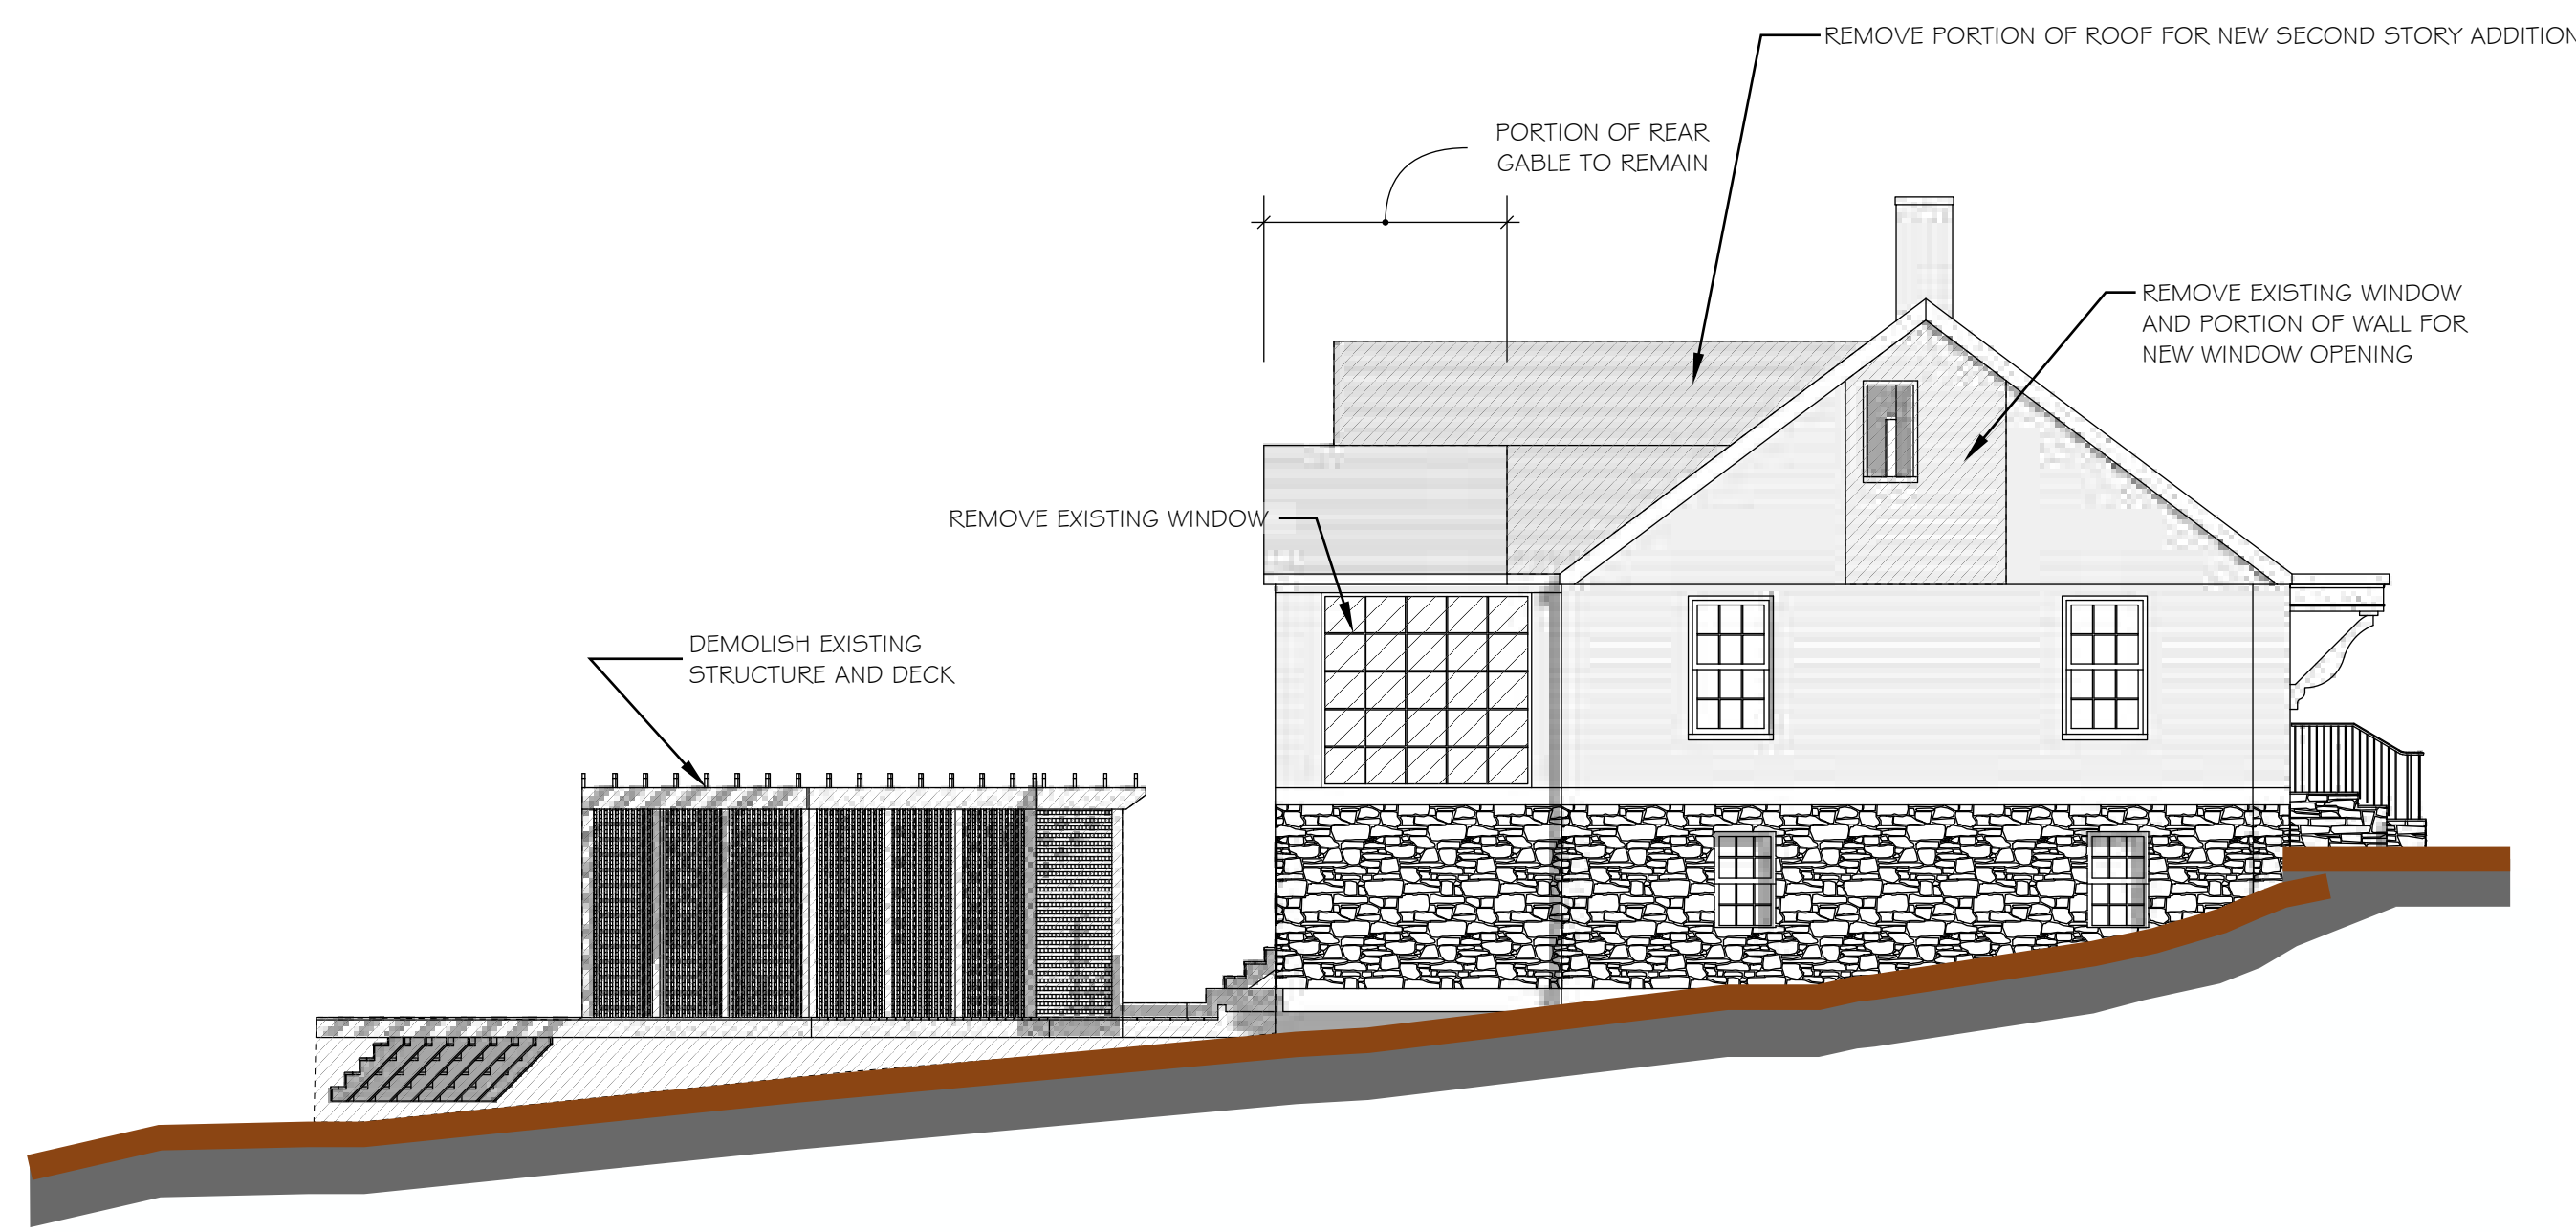 REMOVE PORTION OF ROOF FOR NEW SECOND STORY ADDITION
PORTION OF REAR
GABLE TO REMAIN
REMOVE EXISTING WINDOW
AND PORTION OF WALL FOR
NEW WINDOW OPENING
REMOVE EXISTING WINDOW
DEMOLISH EXISTING
STRUCTURE AND DECK